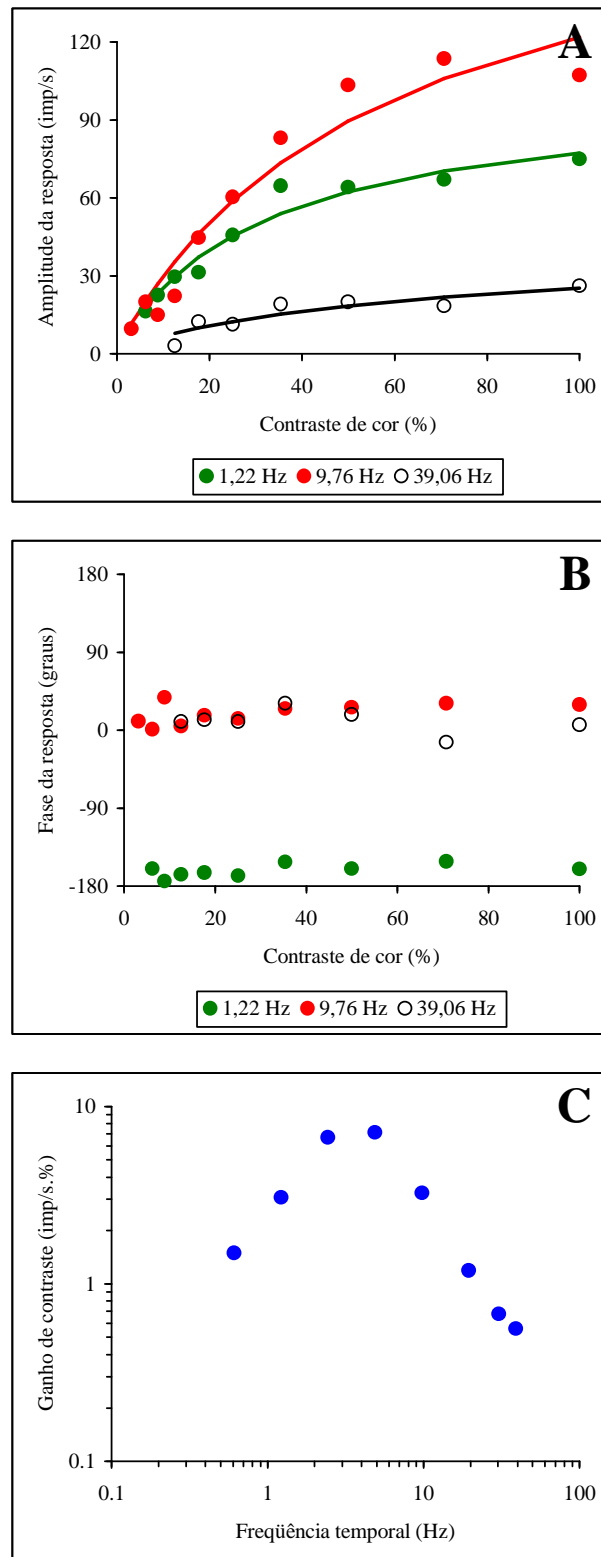 A
120
90
60
30
0
0 20 40 60 80 100
Amplitude da resposta (imp/s)
Contraste de cor (%)
1,22 Hz 9,76 Hz 39,06 Hz
B
180
90
0
-90
-180
0 20 40 60 80 100
Fase da resposta (graus)
Contraste de cor (%)
1,22 Hz 9,76 Hz 39,06 Hz
C
10
1
0.1
0.1 1 10 100
Ganho de contraste (imp/s.%)
Freqüência temporal (Hz)